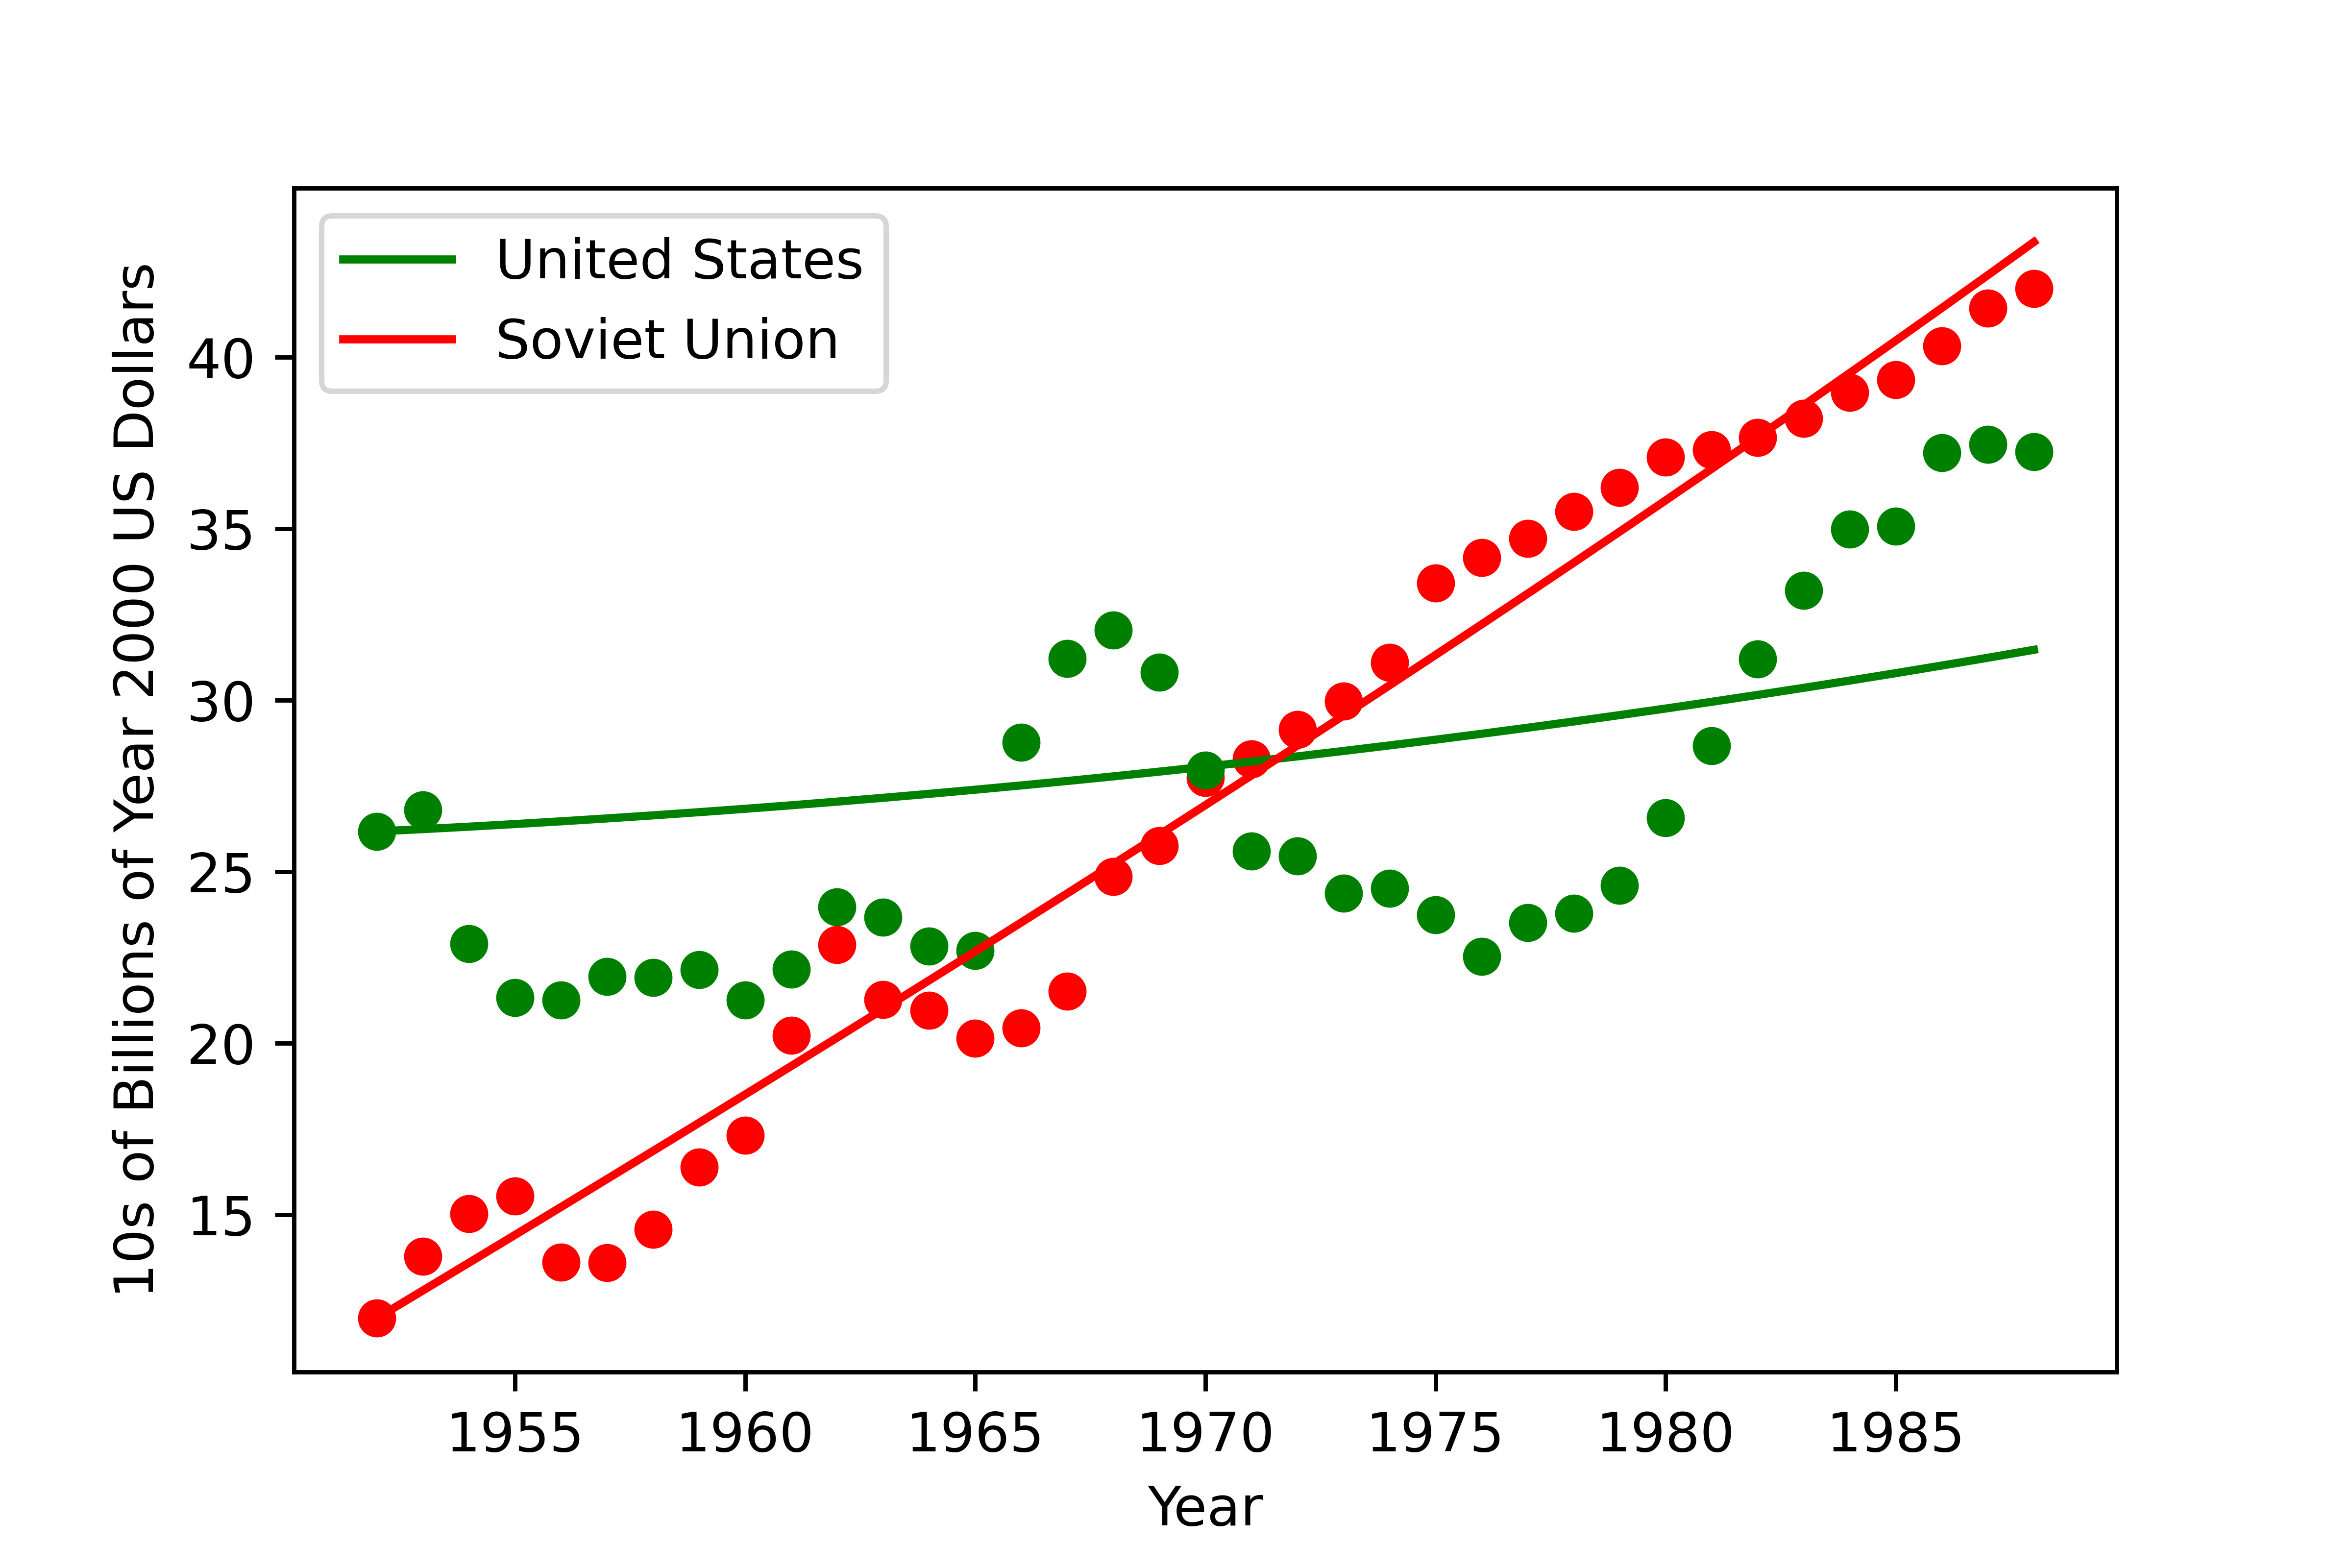 United States
Soviet Union
10s of Billions of Year 2000 US Dollars
40
35
30
25
20
15
1955 1960 1965 1970 1975 1980 1985
Year